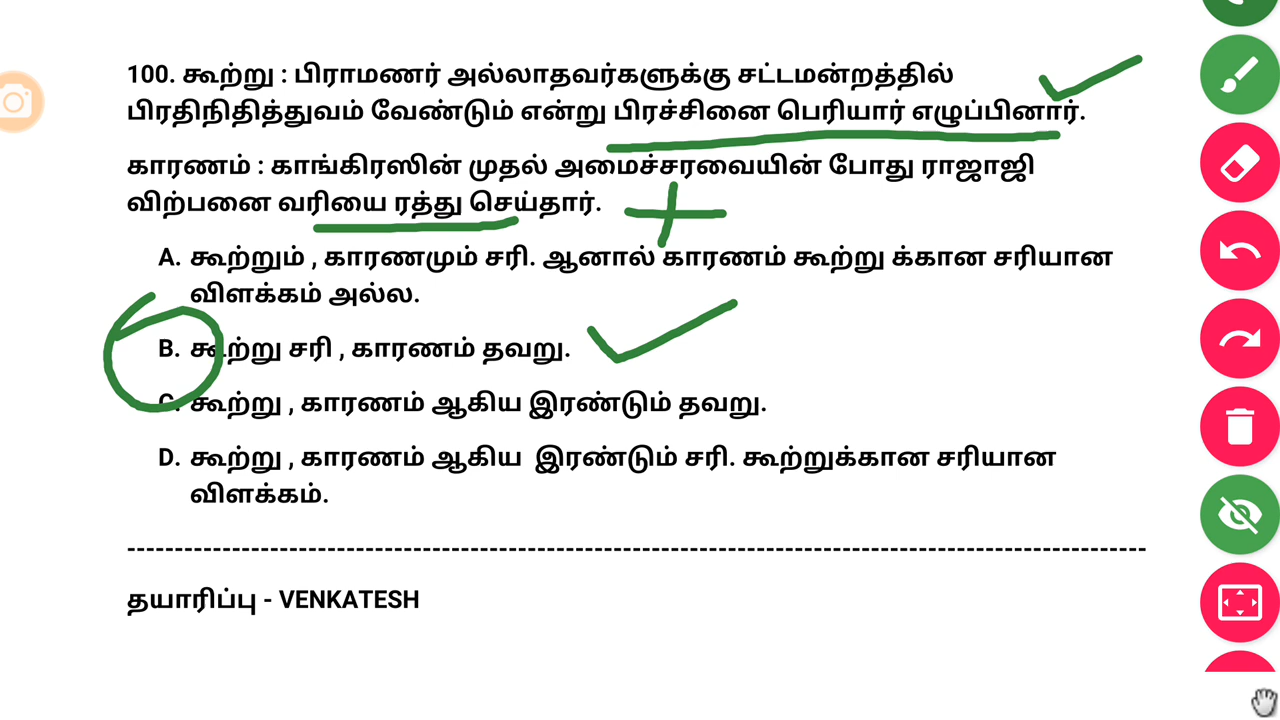 100. கூற்று : பிராமணர் அல்லாதவர்களுக்கு சட்டமன்றத்தில்
பிரதிநிதித்துவம் வேண்டும் என்று பிரச்சினை பெரியார் எழுப்பினார்.
காரணம் : காங்கிரஸின் முதல் அமைச்சரவையின் போது ராஜாஜி
விற்பனை வரியை ரத்து செய்தார்.
A. கூற்றும் , காரணமும் சரி. ஆனால் காரணம் கூற்று க்கான சரியான
விளக்கம் அல்ல.
B. கூற்று சரி , காரணம் தவறு.
C. கூற்று , காரணம் ஆகிய இரண்டும் தவறு.
D. கூற்று , காரணம் ஆகிய இரண்டும் சரி. கூற்றுக்கான சரியான
விளக்கம்.
தயாரிப்பு - VENKATESH